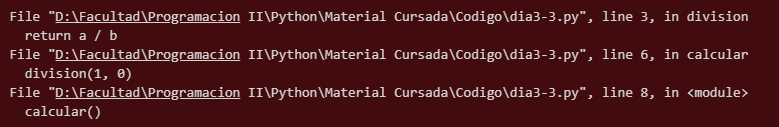 File "D:\Facultad\Programacion II\Python\Material Cursada\Codigo\dia3-3.py", line 3, in division
return a / b
File "D:\Facultad\Programacion II\Python\Material Cursada\Codigo\dia3-3.py", line 6, in calcular
division(1, 0)
File "D:\Facultad\Programacion II\Python\Material Cursada\Codigo\dia3-3.py", line 8, in <module>
calcular()